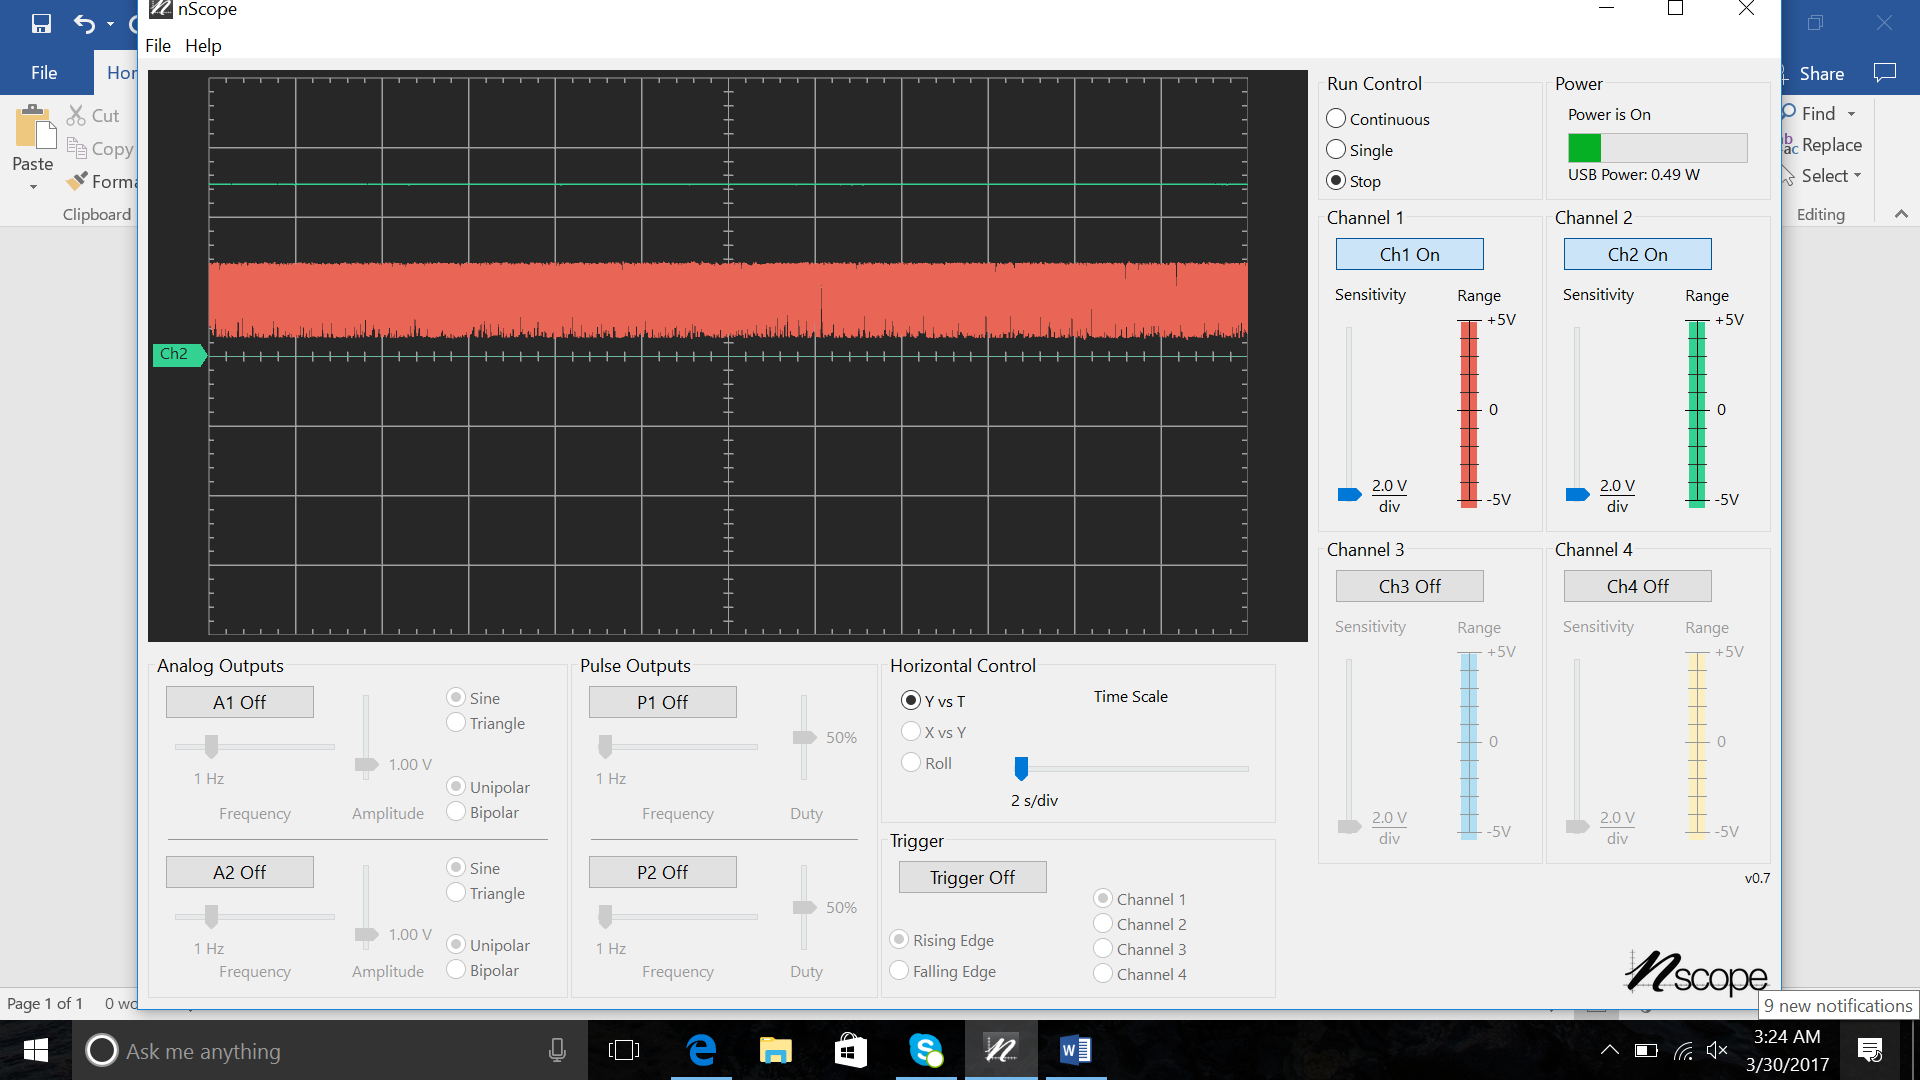 nScope
File Help
File
Hor
Share
Cut
Copy
Paste
Forma
Clipboard
Find
Replace
Select
Editing
Ch2
Run Control
Continuous
Single
Stop
Power
Power is On
USB Power: 0.49 W
Channel 1
Ch1 On
Sensitivity Range
+5V
0
-5V
2.0 V
div
Channel 2
Ch2 On
Sensitivity Range
+5V
0
-5V
2.0 V
div
Channel 3
Ch3 Off
Sensitivity Range
+5V
0
-5V
2.0 V
div
Channel 4
Ch4 Off
Sensitivity Range
+5V
0
-5V
2.0 V
div
v0.7
Analog Outputs
A1 Off
Sine
Triangle
1 Hz
1.00 V
Unipolar
Bipolar
Frequency Amplitude
A2 Off
Sine
Triangle
1 Hz
1.00 V
Unipolar
Bipolar
Frequency Amplitude
Pulse Outputs
P1 Off
50%
1 Hz
Frequency Duty
P2 Off
50%
1 Hz
Frequency Duty
Horizontal Control
Y vs T
X vs Y
Roll
Time Scale
2 s/div
Trigger
Trigger Off
Rising Edge
Falling Edge
Channel 1
Channel 2
Channel 3
Channel 4
nscope
9 new notifications
Page 1 of 1 0 wo
Ask me anything
3:24 AM
3/30/2017